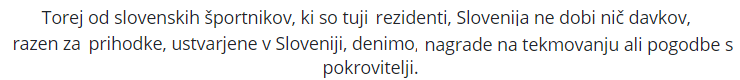 Torej od slovenskih športnikov, ki so tuji rezidenti, Slovenija ne dobi nič davkov,
razen za prihodke, ustvarjene v Sloveniji, denimo, nagrade na tekmovanju ali pogodbe s
pokrovitelji.